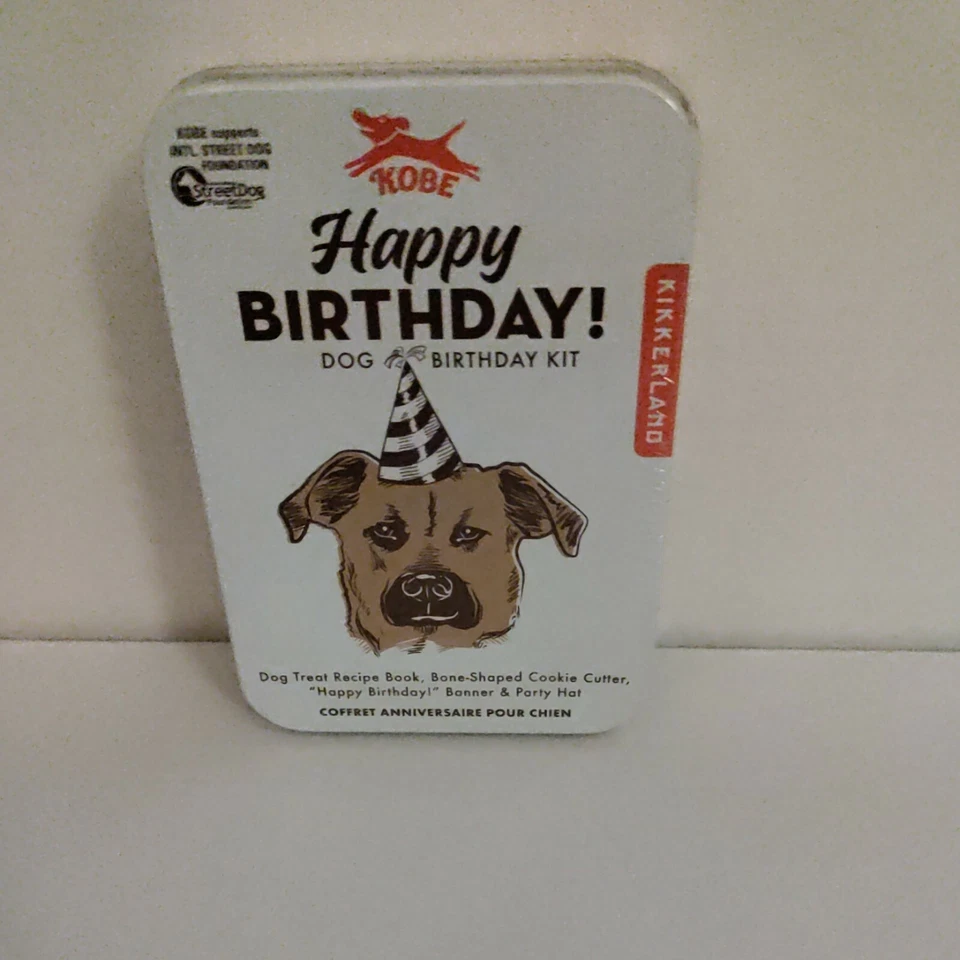 KOBE supports
INTL. STREET DOG
FOUNDATION
StreetDog
Foundation
KOBE
Happy
BIRTHDAY!
DOG BIRTHDAY KIT
KIKKERLAND
Dog Treat Recipe Book, Bone-Shaped Cookie Cutter,
"Happy Birthday!" Banner & Party Hat
COFFRET ANNIVERSAIRE POUR CHIEN